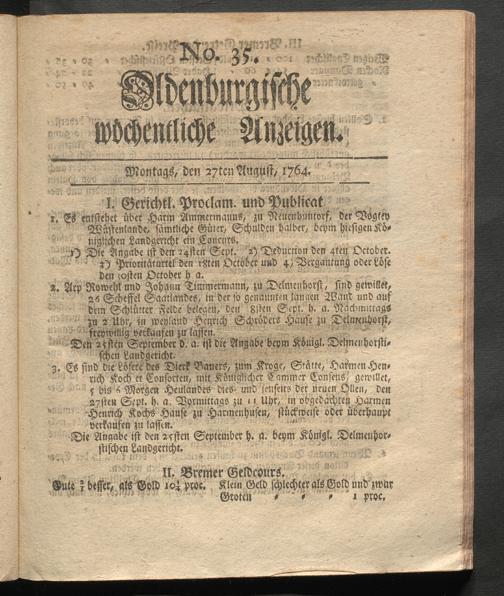 No. 35.
Oldenburgische
wöchentliche Anzeigen.
Montags, den 27ten August, 1764.
I. Gerichtl. Proclam. und Publicat
1. Es entstehet über Harm Ammermanns, zu Neuenhuntorf, der Vogtey
Wüstenlande, sämtliche Güter, Schulden halber, beym hiesigen Kö-
niglichen Landgericht ein Concurs.
1) Die Angabe ist den 24sten Sept. 2) Deduction den 4ten October.
3) Prioritäturtel den 18ten October und 4) Vergantung oder Löse
den 30sten October h a.
2. Alry Rowehl und Johann Timmermann, zu Delmenhorst, sind gewillet,
26 Scheffel Saatlandes, in der so genannten langen Wand und auf
dem Schlütter Felde belegen, den 18ten Sept. h. a. Nachmittags
zu 2 Uhr, in weyland Henrich Schröders Hause zu Delmenhorst,
freywillig verkaufen zu lassen.
Den 25sten September h. a. ist die Angabe beym Königl. Delmenhorsti-
schen Landgericht.
3. Es sind die Lösere des Dierk Bauers, zum Kroge, Stätte, Harmen Hen-
rich Koch et Consorten, mit Königlicher Cammer Consens, gewillet,
5 bis 6 Morgen Heulandes dies- und jenseits der neuen Ollen, den
27sten Sept. h. a. Vormittags zu 11 Uhr, in obgedachten Harmen
Henrich Kochs Hause zu Harmenhusen, stückweise oder überhaupt
verkaufen zu lassen.
Die Angabe ist den 25sten September h. a. beym Königl. Delmenhor-
stischen Landgericht.
II. Bremer Geldcours.
Gute ⅔ besser, als Gold 10¼ proc. Klein Geld schlechter als Gold und zwar
Groten 1 proc.